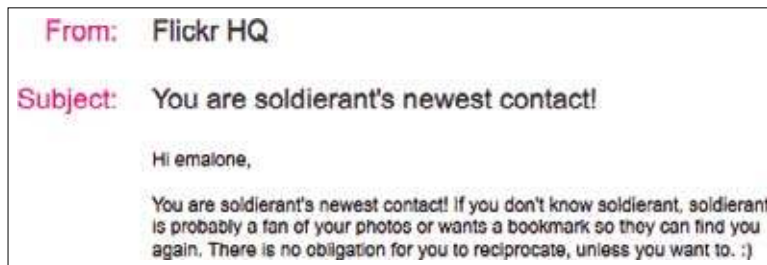 From: Flickr HQ
Subject: You are soldierant's newest contact!
Hi emalone,
You are soldierant's newest contact! If you don't know soldierant, soldierant
is probably a fan of your photos or wants a bookmark so they can find you
again. There is no obligation for you to reciprocate, unless you want to. :)